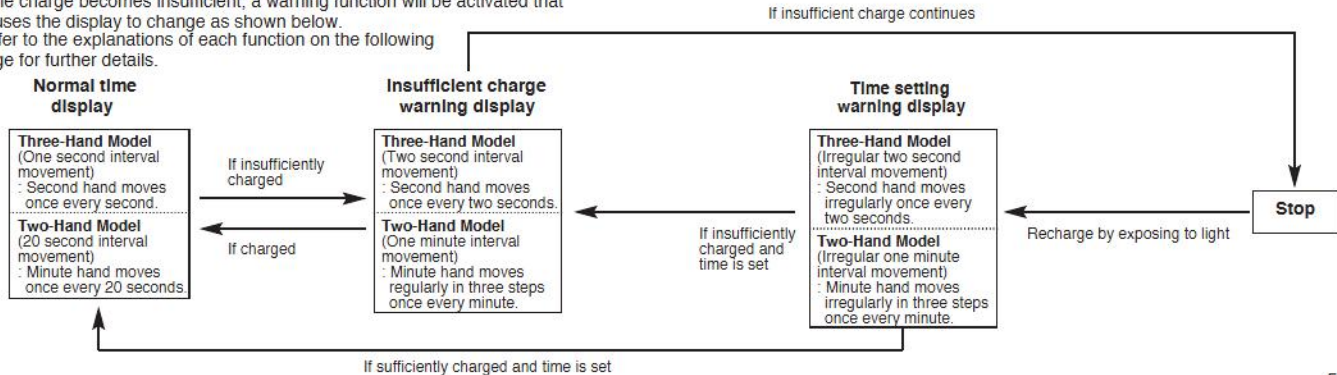 he charge becomes insufficient, a warning function will be activated that
uses the display to change as shown below.
fer to the explanations of each function on the following
ge for further details.
If insufficient charge continues
Normal time
display
Three-Hand Model
(One second interval
movement)
: Second hand moves
once every second.
Two-Hand Model
(20 second interval
movement)
: Minute hand moves
once every 20 seconds.
If insufficiently
charged
If charged
Insufficient charge
warning display
Three-Hand Model
(Two second interval
movement)
: Second hand moves
once every two seconds.
Two-Hand Model
(One minute interval
movement)
: Minute hand moves
regularly in three steps
once every minute.
If insufficiently
charged and
time is set
Time setting
warning display
Three-Hand Model
(Irregular two second
interval movement)
: Second hand moves
irregularly once every
two seconds.
Two-Hand Model
(Irregular one minute
interval movement)
: Minute hand moves
irregularly in three steps
once every minute.
Recharge by exposing to light
Stop
If sufficiently charged and time is set